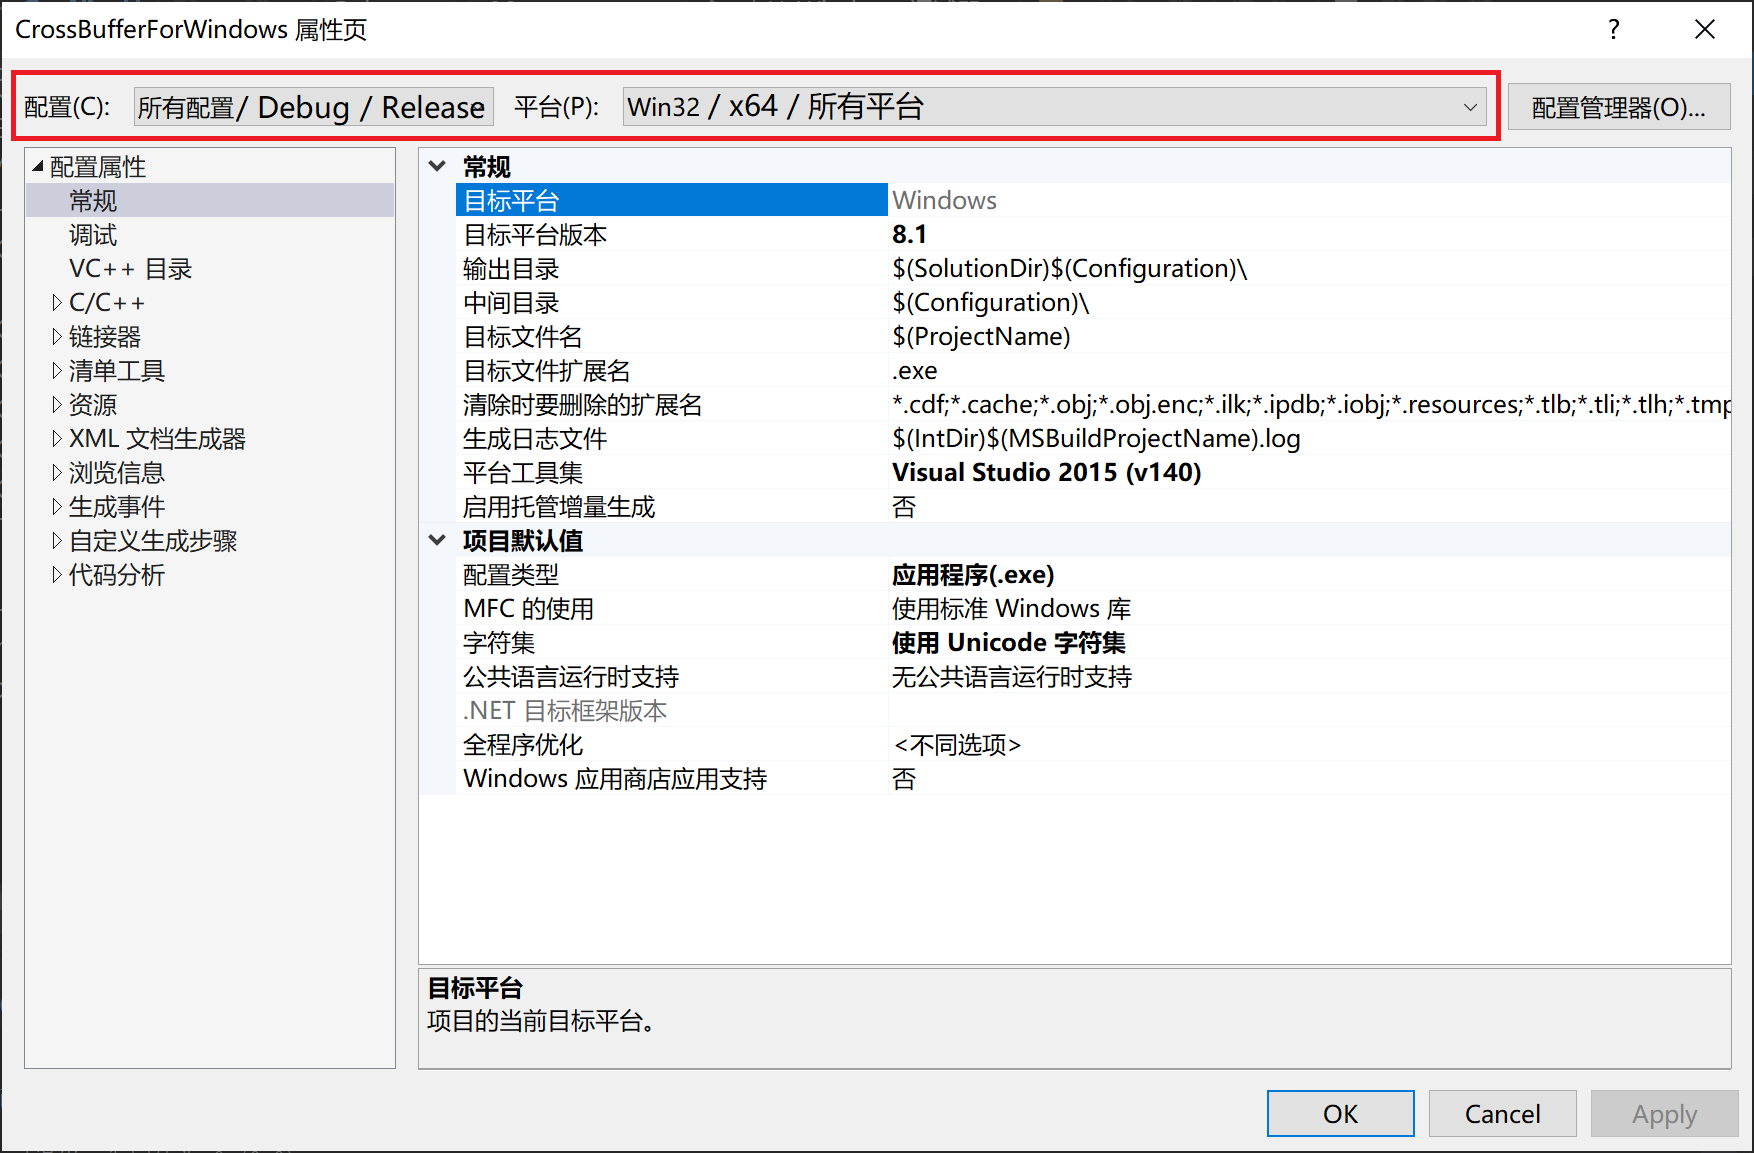 CrossBufferForWindows 属性页
配置(C): 所有配置/ Debug / Release 平台(P): Win32 / x64 / 所有平台 配置管理器(O)...
配置属性
常规
调试
VC++ 目录
C/C++
链接器
清单工具
资源
XML 文档生成器
浏览信息
生成事件
自定义生成步骤
代码分析
常规
目标平台 Windows
目标平台版本 8.1
输出目录 $(SolutionDir)$(Configuration)\
中间目录 $(Configuration)\
目标文件名 $(ProjectName)
目标文件扩展名 .exe
清除时要删除的扩展名 *.cdf;*.cache;*.obj;*.obj.enc;*.ilk;*.ipdb;*.iobj;*.resources;*.tlb;*.tli;*.tlh;*.tmp
生成日志文件 $(IntDir)$(MSBuildProjectName).log
平台工具集 Visual Studio 2015 (v140)
启用托管增量生成 否
项目默认值
配置类型 应用程序(.exe)
MFC 的使用 使用标准 Windows 库
字符集 使用 Unicode 字符集
公共语言运行时支持 无公共语言运行时支持
.NET 目标框架版本
全程序优化 <不同选项>
Windows 应用商店应用支持 否
目标平台
项目的当前目标平台。
OK Cancel Apply